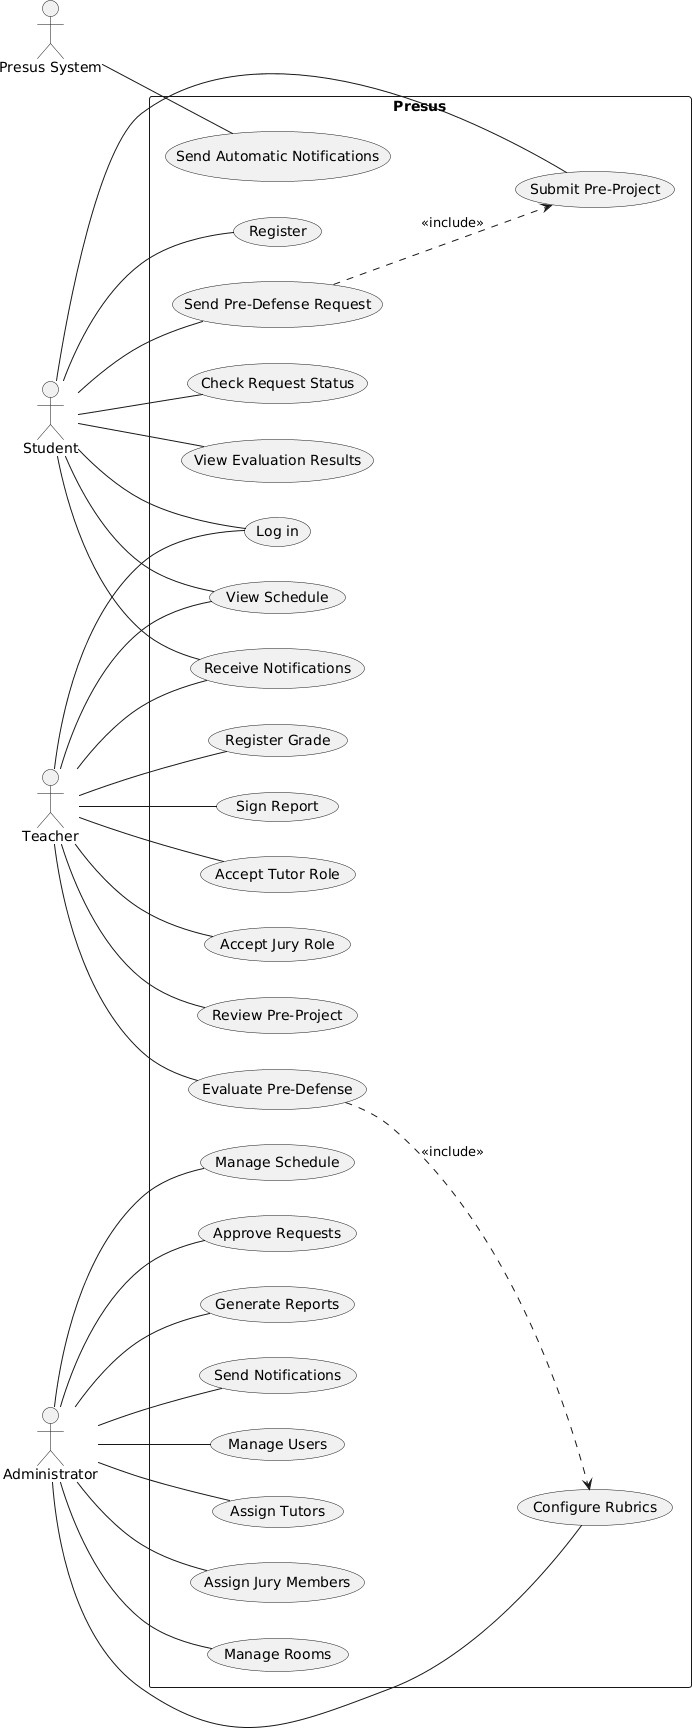 Presus System
Presus
Send Automatic Notifications
Submit Pre-Project
«include»
Register
Send Pre-Defense Request
Check Request Status
Student
View Evaluation Results
Log in
View Schedule
Receive Notifications
Register Grade
Sign Report
Teacher
Accept Tutor Role
Accept Jury Role
Review Pre-Project
Evaluate Pre-Defense
«include»
Manage Schedule
Approve Requests
Generate Reports
Send Notifications
Manage Users
Administrator
Assign Tutors
Configure Rubrics
Assign Jury Members
Manage Rooms